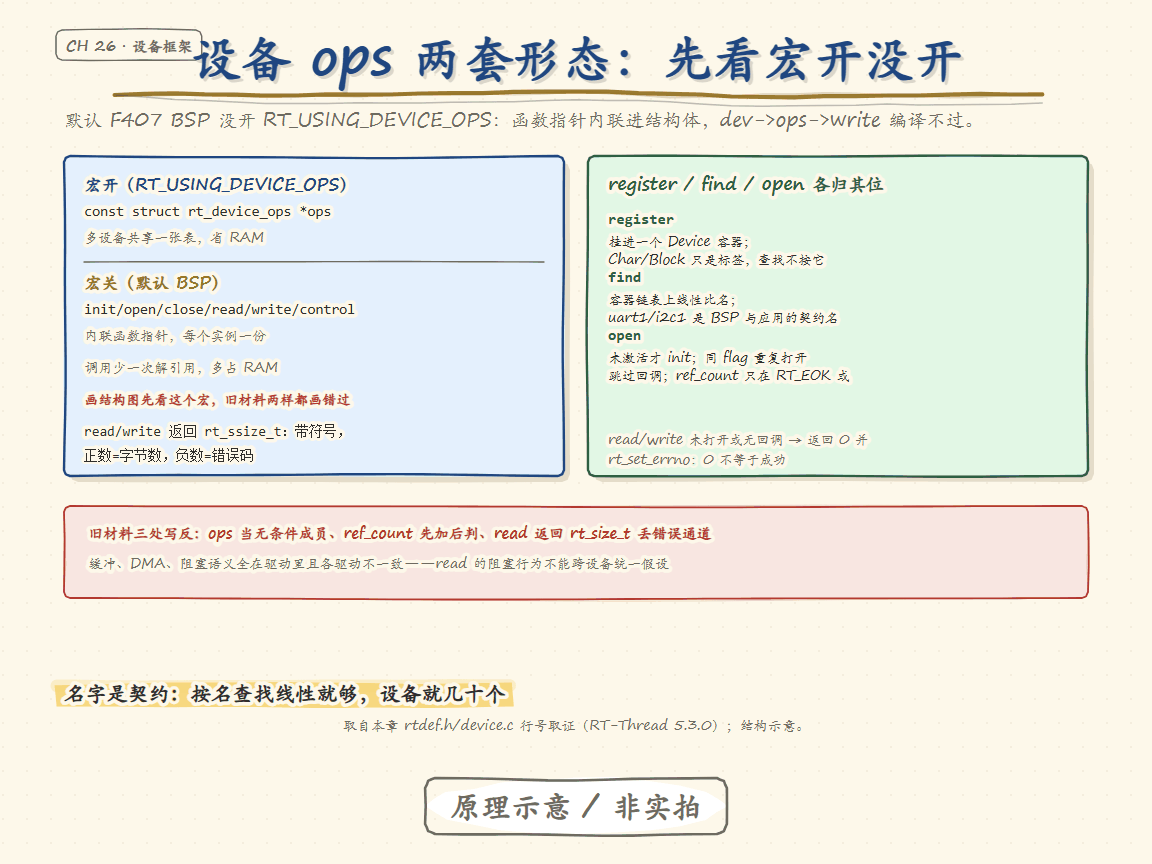 CH 26 · 设备框架
设备 ops 两套形态：先看宏开没开
默认 F407 BSP 没开 RT_USING_DEVICE_OPS：函数指针内联进结构体，dev->ops->write 编译不过。
宏开（RT_USING_DEVICE_OPS）
const struct rt_device_ops *ops
多设备共享一张表，省 RAM
宏关（默认 BSP）
init/open/close/read/write/control
内联函数指针，每个实例一份
调用少一次解引用，多占 RAM
画结构图先看这个宏，旧材料两样都画错过
read/write 返回 rt_ssize_t：带符号，
正数=字节数，负数=错误码
register / find / open 各归其位
register
挂进一个 Device 容器；
Char/Block 只是标签，查找不按它
find
容器链表上线性比名；
uart1/i2c1 是 BSP 与应用的契约名
open
未激活才 init；同 flag 重复打开
跳过回调；ref_count 只在 RT_EOK 或
read/write 未打开或无回调 → 返回 0 并
rt_set_errno：0 不等于成功
旧材料三处写反：ops 当无条件成员、ref_count 先加后判、read 返回 rt_size_t 丢错误通道
缓冲、DMA、阻塞语义全在驱动里且各驱动不一致——read 的阻塞行为不能跨设备统一假设
名字是契约：按名查找线性就够，设备就几十个
取自本章 rtdef.h/device.c 行号取证（RT-Thread 5.3.0）；结构示意。
原理示意 / 非实拍